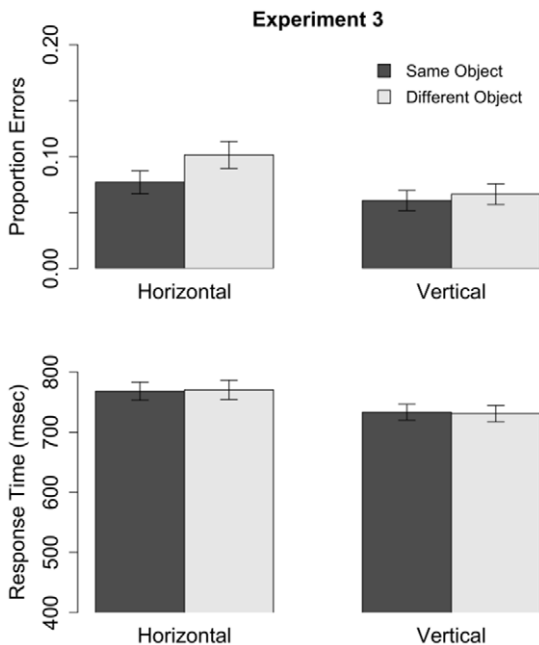 Experiment 3
Proportion Errors
0.20
0.10
0.00
Same Object
Different Object
Horizontal
Vertical
Response Time (msec)
800
700
600
500
400
Horizontal
Vertical